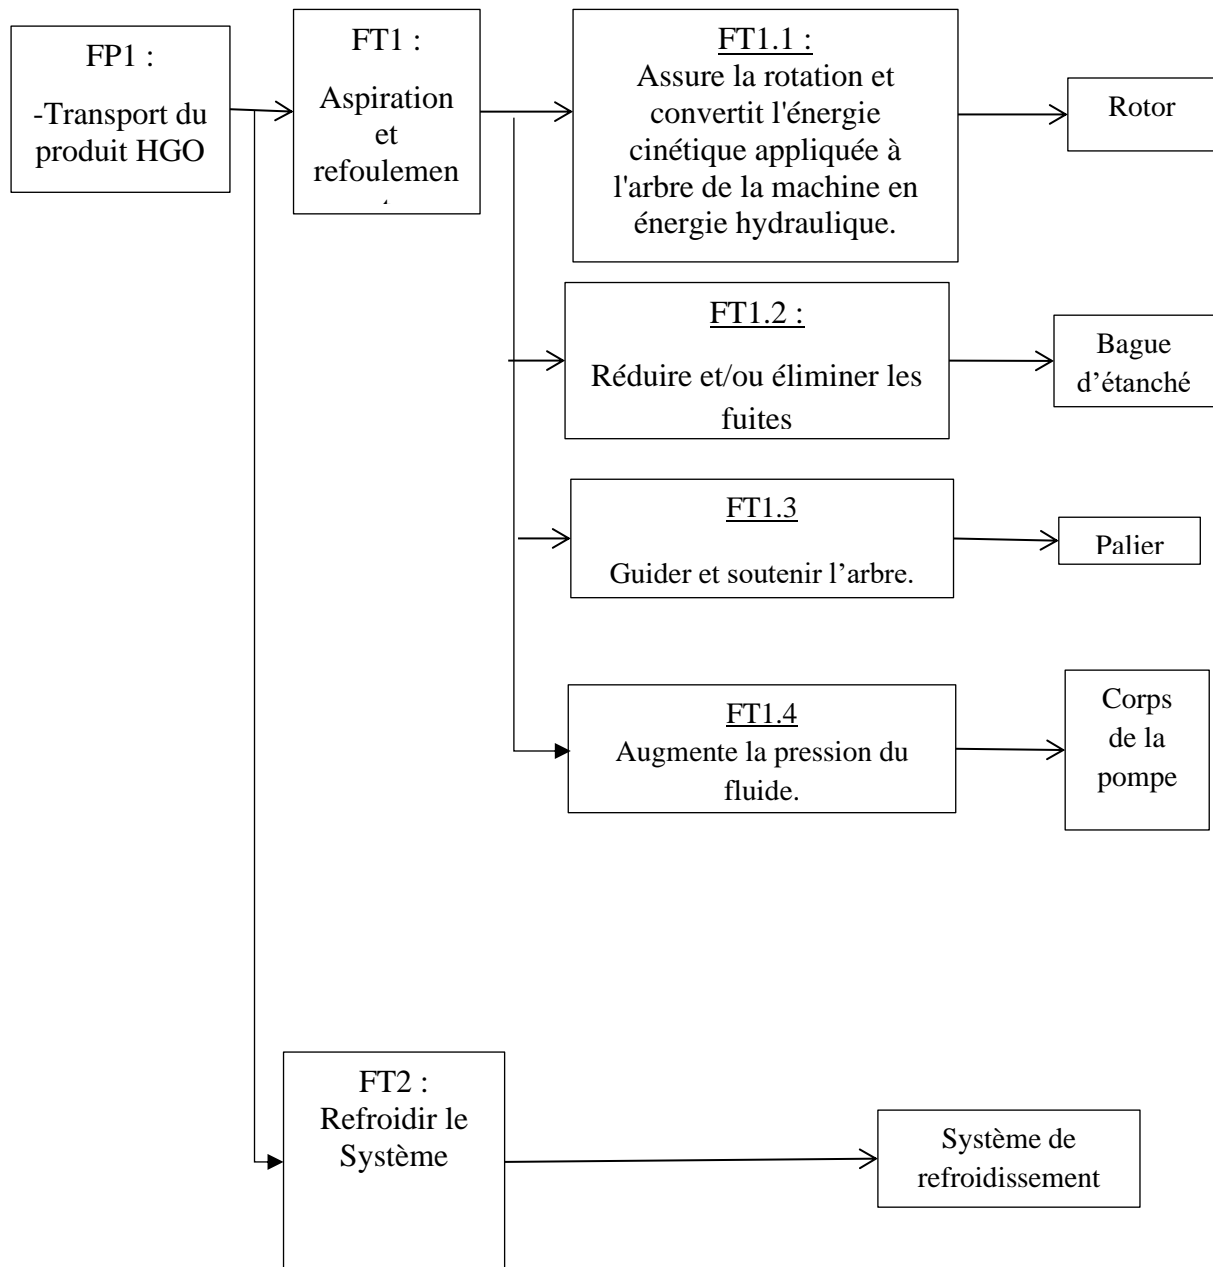 FP1 :
-Transport du
produit HGO
FT1 :
Aspiration
et
refoulemen
FT1.1 :
Assure la rotation et
convertit l'énergie
cinétique appliquée à
l'arbre de la machine en
énergie hydraulique.
Rotor
FT1.2 :
Réduire et/ou éliminer les
fuites
Bague
d’étanché
FT1.3
Guider et soutenir l’arbre.
Palier
FT1.4
Augmente la pression du
fluide.
Corps
de la
pompe
FT2 :
Refroidir le
Système
Système de
refroidissement